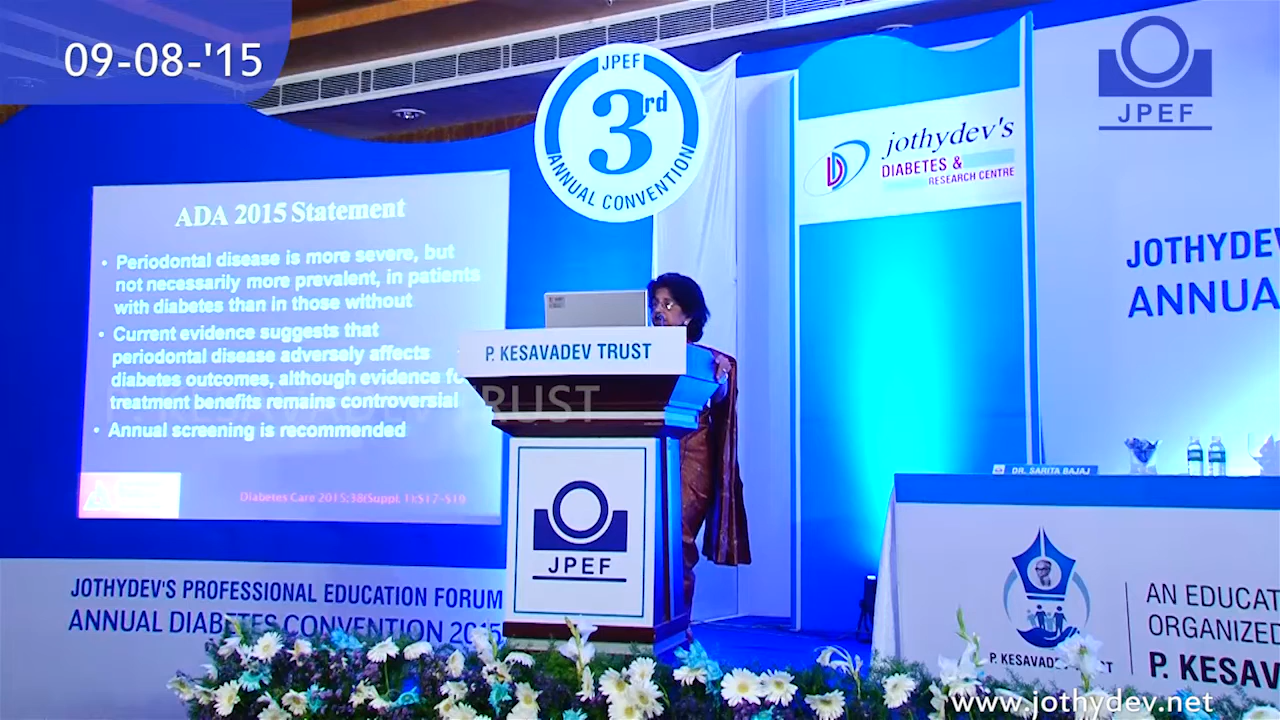 09-08-'15
JPEF
3rd
ANNUAL CONVENTION
JPEF
jothydev's
DIABETES &
RESEARCH CENTRE
ADA 2015 Statement
• Periodontal disease is more severe, but
not necessarily more prevalent, in patients
with diabetes than in those without
• Current evidence suggests that
periodontal disease adversely affects
diabetes outcomes, although evidence fo
treatment benefits remains controversial
• Annual screening is recommended
Diabetes Care 2015;38(Suppl. 1):S17-S19
JOTHYDEV
ANNUA
P. KESAVADEV TRUST
TRUST
JPEF
DR. SARITA BAJAJ
JOTHYDEV'S PROFESSIONAL EDUCATION FORUM
ANNUAL DIABETES CONVENTION 2015
AN EDUCAT
ORGANIZED
P. KESAV
P. KESAVADEV TRUST
www.jothydev.net